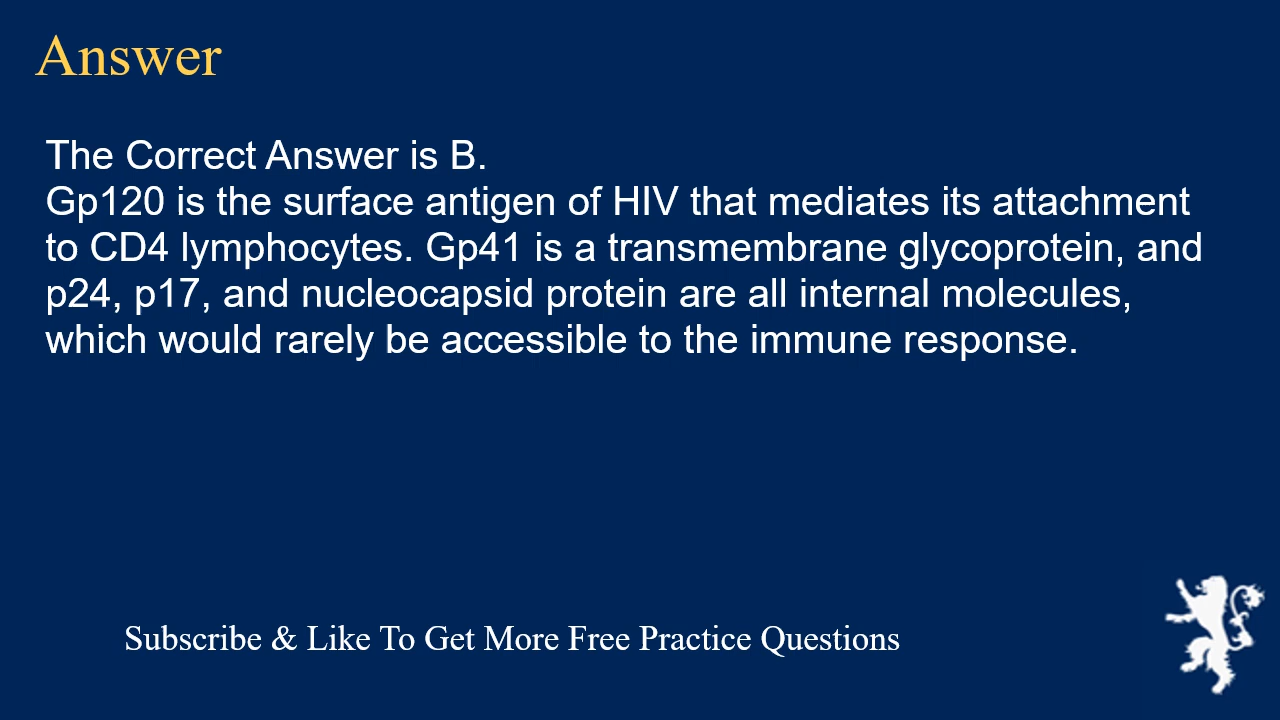 Answer
The Correct Answer is B.
Gp120 is the surface antigen of HIV that mediates its attachment
to CD4 lymphocytes. Gp41 is a transmembrane glycoprotein, and
p24, p17, and nucleocapsid protein are all internal molecules,
which would rarely be accessible to the immune response.
Subscribe & Like To Get More Free Practice Questions